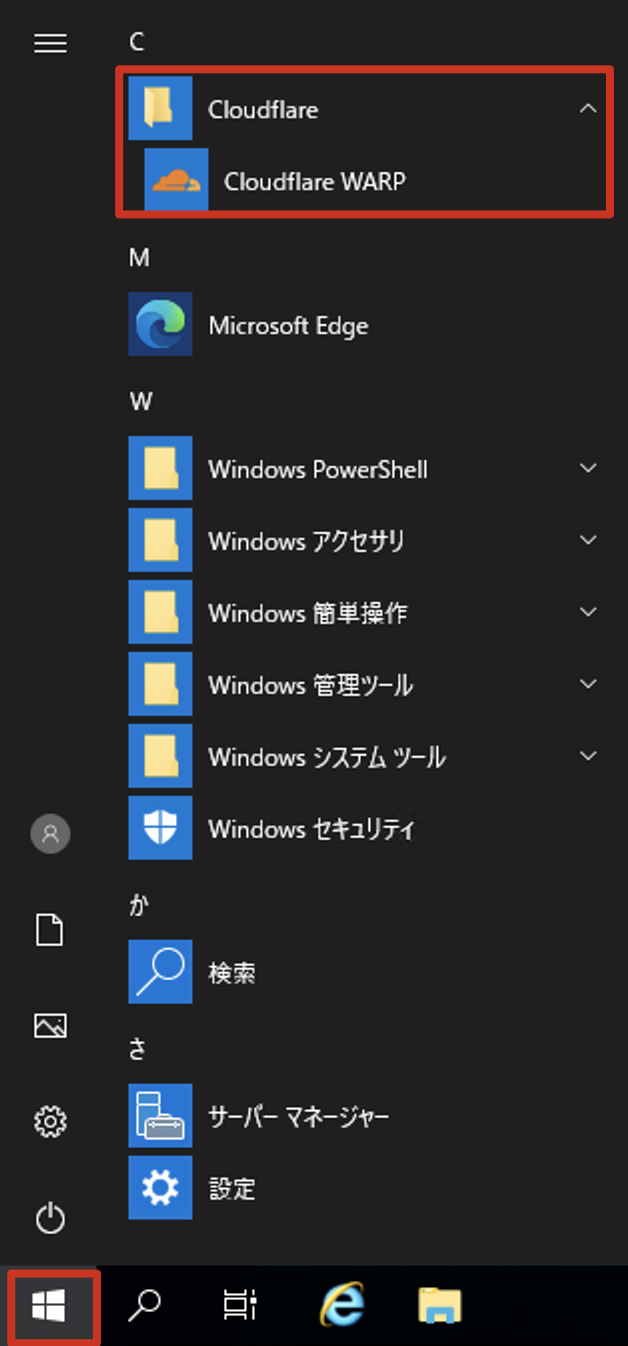 C
Cloudflare
Cloudflare WARP
M
Microsoft Edge
W
Windows PowerShell
Windows アクセサリ
Windows 簡単操作
Windows 管理ツール
Windows システム ツール
Windows セキュリティ
か
検索
さ
サーバー マネージャー
設定